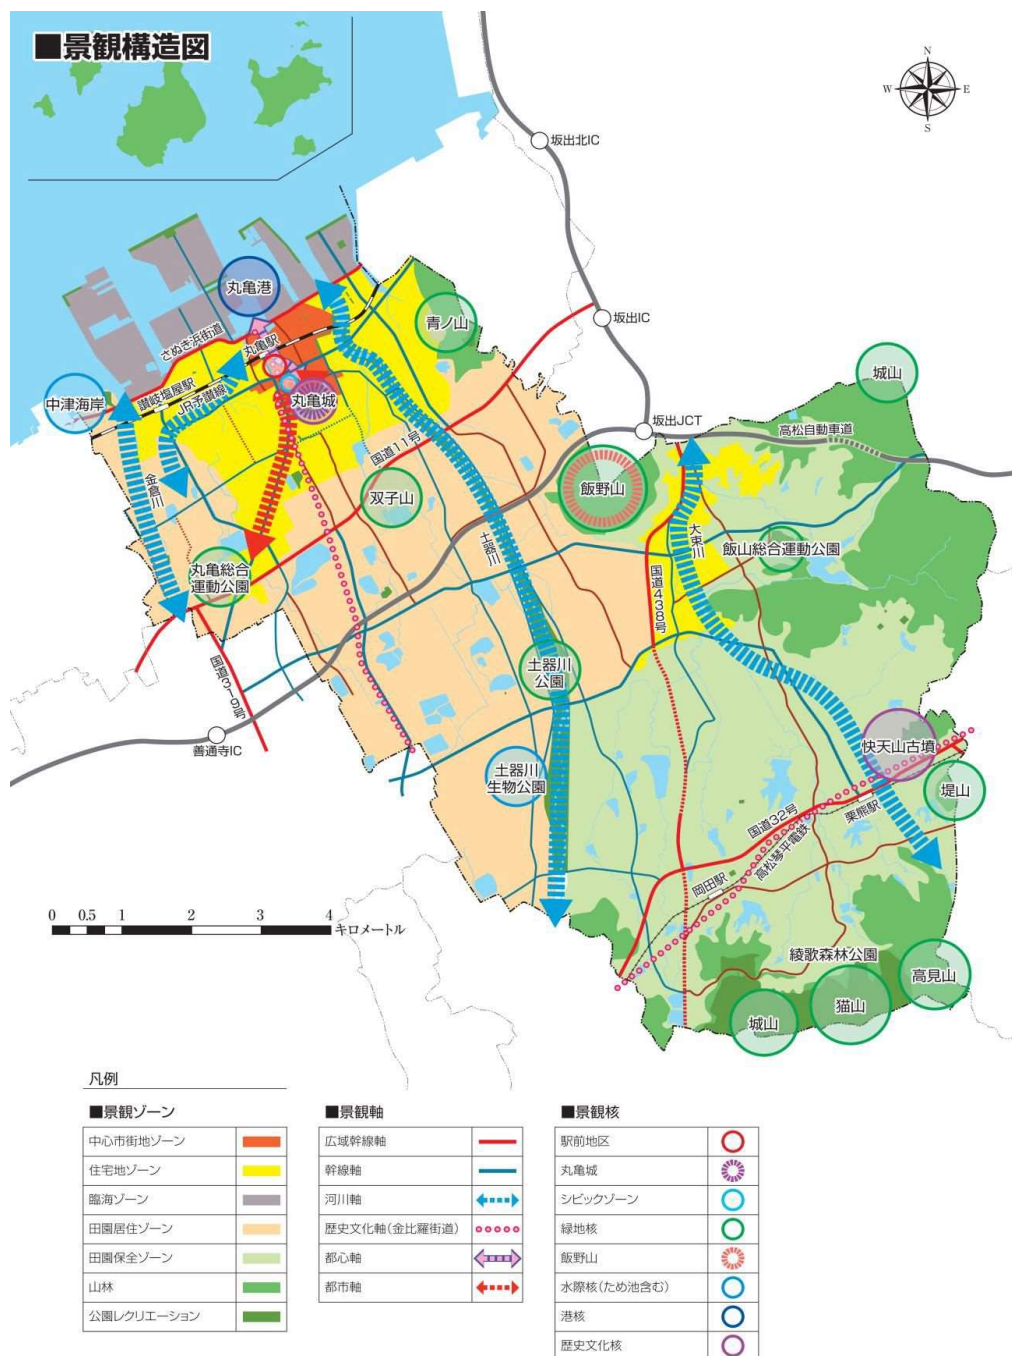 ■景観構造図
N
W
E
S
坂出北IC
丸亀港
青ノ山
坂出IC
さぬき浜街道
丸亀駅
城山
中津海岸
讃岐塩屋駅
JR予讃線
丸亀城
坂出JCT
高松自動車道
国道11号
金倉川
双子山
飯野山
土器川
大束川
飯山総合運動公園
丸亀総合
運動公園
国道438号
土器川
公園
国道319号
善通寺IC
快天山古墳
土器川
生物公園
堤山
栗熊駅
国道32号
高松琴平電鉄
岡田駅
0 0.5 1 2 3 4
キロメートル
綾歌森林公園
高見山
猫山
城山
凡例
■景観ゾーン
中心市街地ゾーン
住宅地ゾーン
臨海ゾーン
田園居住ゾーン
田園保全ゾーン
山林
公園レクリエーション
■景観軸
広域幹線軸
幹線軸
河川軸
歴史文化軸(金比羅街道)
都心軸
都市軸
■景観核
駅前地区
丸亀城
シビックゾーン
緑地核
飯野山
水際核(ため池含む)
港核
歴史文化核